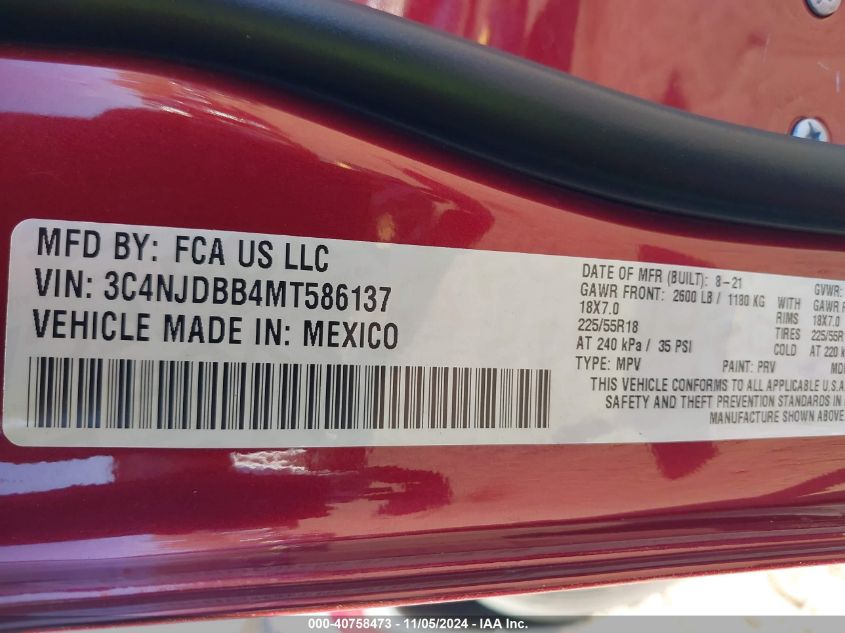 MFD BY: FCA US LLC
VIN: 3C4NJDBB4MT586137
VEHICLE MADE IN: MEXICO
DATE OF MFR (BUILT): 8-21
GAWR FRONT: 2600 LB / 1180 KG
18X7.0
225/55R18
AT 240 kPa / 35 PSI
TYPE: MPV
PAINT: PRV
WITH
RIMS
TIRES
COLD
GVWR:
GAWR
18X7.0
225/55R
AT 220
THIS VEHICLE CONFORMS TO ALL APPLICABLE U.S.A
SAFETY AND THEFT PREVENTION STANDARDS IN
MANUFACTURE SHOWN ABOVE
000-40758473 - 11/05/2024 - IAA Inc.